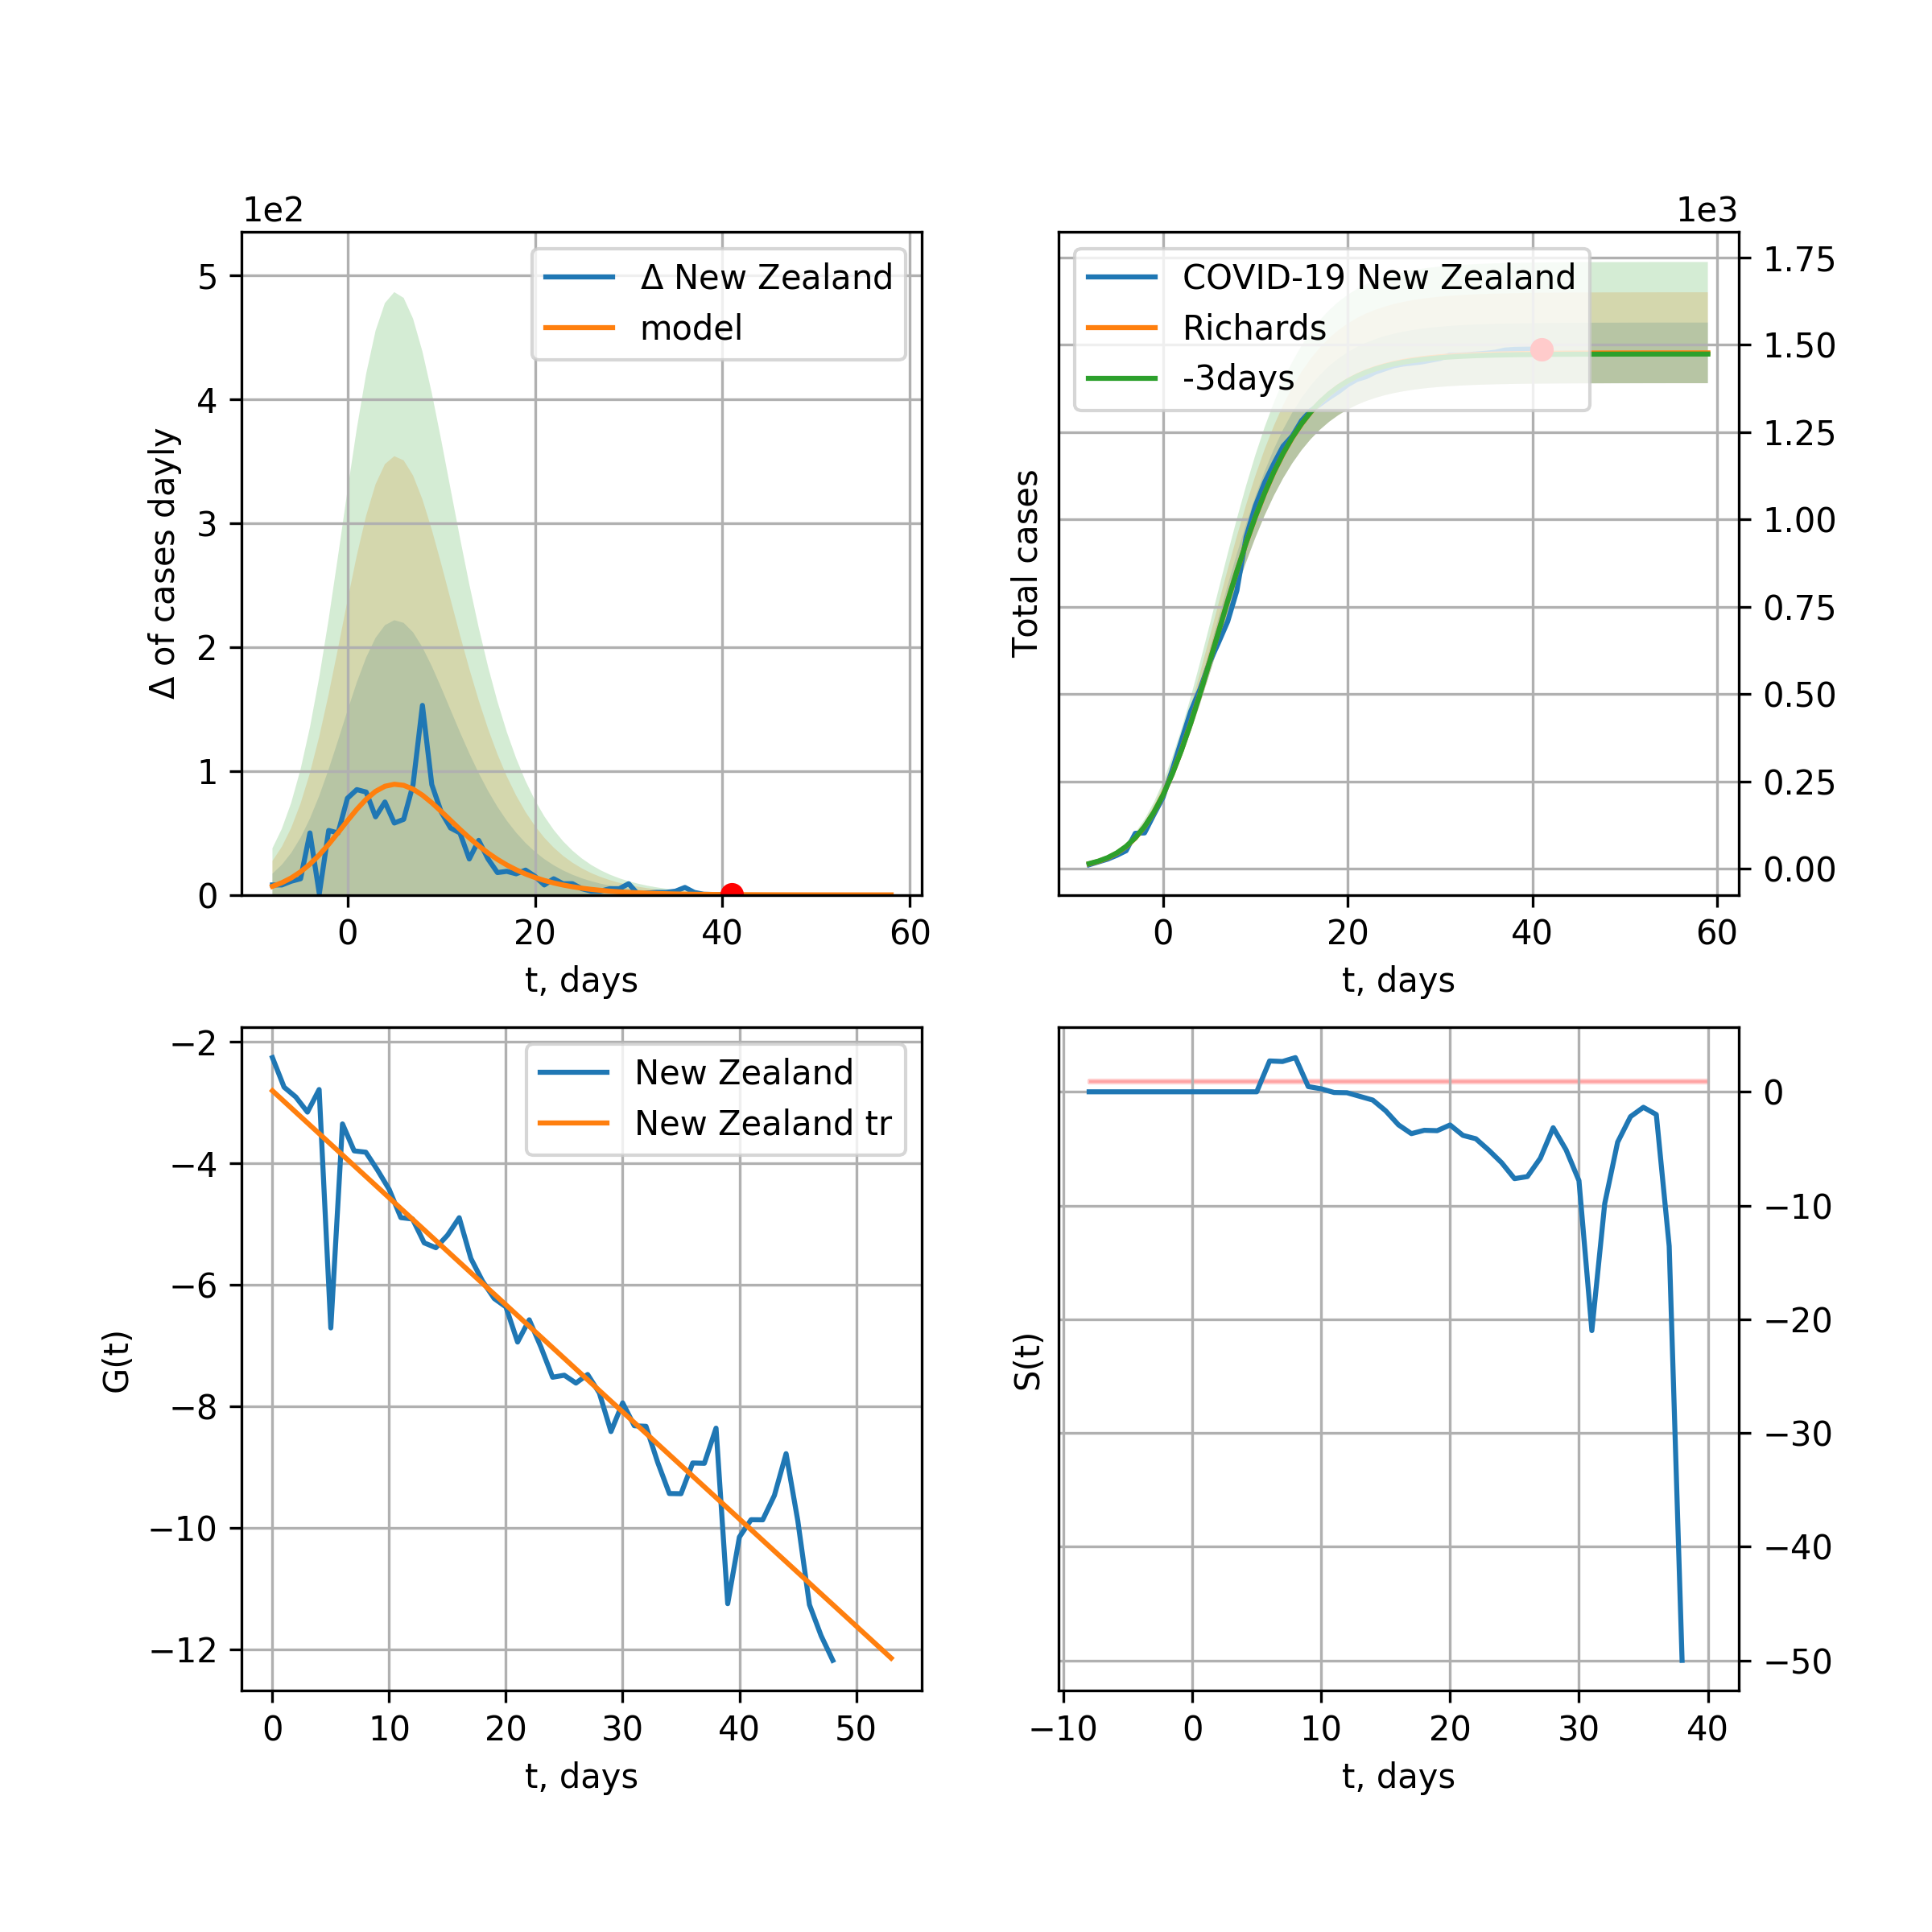 1e2
Δ New Zealand
model
5
4
3
2
1
0
Δ of cases dayly
0 20 40 60
t, days
1e3
COVID-19 New Zealand
Richards
-3days
1.75
1.50
1.25
1.00
0.75
0.50
0.25
0.00
Total cases
0 20 40 60
t, days
New Zealand
New Zealand tr
−2
−4
−6
−8
−10
−12
G(t)
0 10 20 30 40 50
t, days
0
−10
−20
−30
−40
−50
S(t)
−10 0 10 20 30 40
t, days